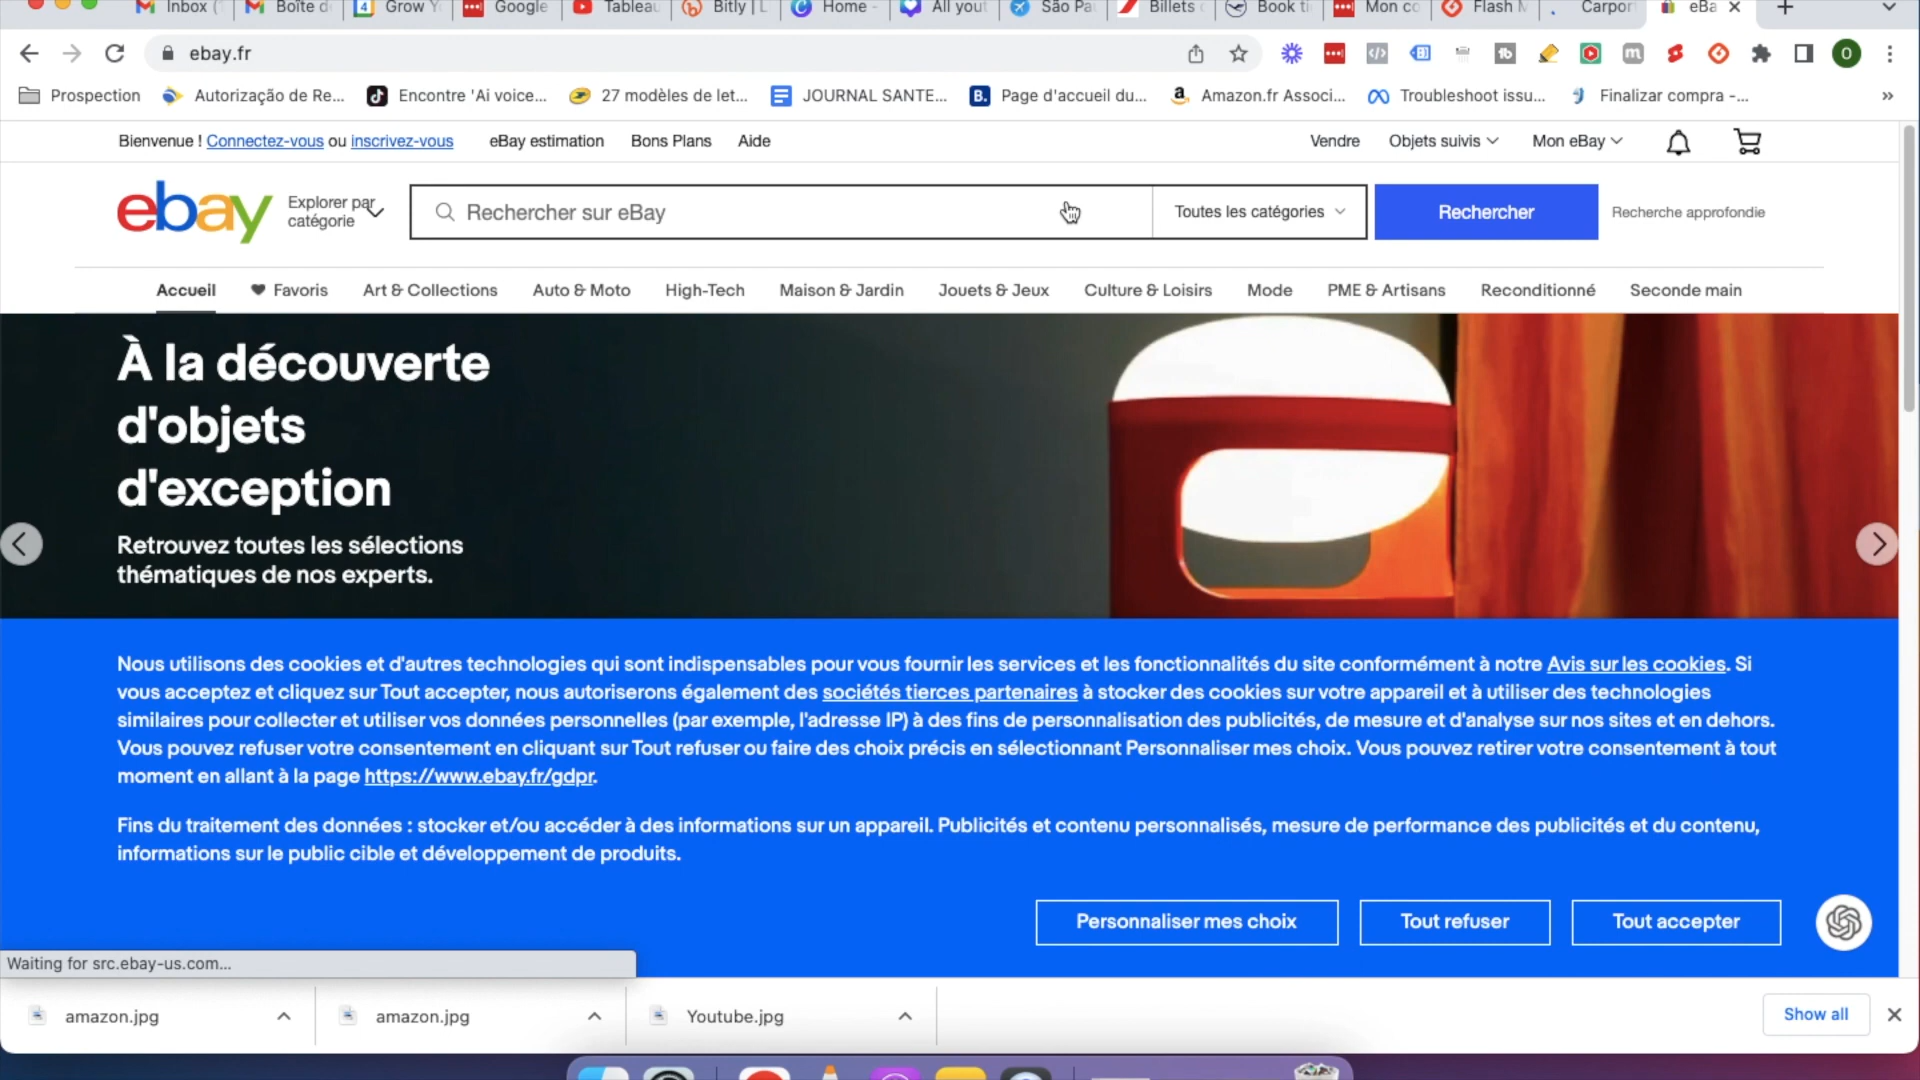 Inbox (
Boîte d
4
Grow Y
Google
Tableau
Bitly | L
Home -
All yout
São Pau
Billets
Book ti
Mon co
Flash M
Carport
eBa
ebay.fr
O
Prospection
Autorização de Re...
Encontre 'Ai voice...
27 modèles de let...
JOURNAL SANTE...
B.
Page d'accueil du...
Amazon.fr Associ...
Troubleshoot issu...
Finalizar compra -...
»
Bienvenue ! Connectez-vous ou inscrivez-vous
eBay estimation
Bons Plans
Aide
Vendre
Objets suivis
Mon eBay
ebay
Explorer par
catégorie
Rechercher sur eBay
Toutes les catégories
Rechercher
Recherche approfondie
Accueil
Favoris
Art & Collections
Auto & Moto
High-Tech
Maison & Jardin
Jouets & Jeux
Culture & Loisirs
Mode
PME & Artisans
Reconditionné
Seconde main
À la découverte
d'objets
d'exception
Retrouvez toutes les sélections
thématiques de nos experts.
Nous utilisons des cookies et d'autres technologies qui sont indispensables pour vous fournir les services et les fonctionnalités du site conformément à notre Avis sur les cookies. Si
vous acceptez et cliquez sur Tout accepter, nous autoriserons également des sociétés tierces partenaires à stocker des cookies sur votre appareil et à utiliser des technologies
similaires pour collecter et utiliser vos données personnelles (par exemple, l'adresse IP) à des fins de personnalisation des publicités, de mesure et d'analyse sur nos sites et en dehors.
Vous pouvez refuser votre consentement en cliquant sur Tout refuser ou faire des choix précis en sélectionnant Personnaliser mes choix. Vous pouvez retirer votre consentement à tout
moment en allant à la page https://www.ebay.fr/gdpr.
Fins du traitement des données : stocker et/ou accéder à des informations sur un appareil. Publicités et contenu personnalisés, mesure de performance des publicités et du contenu,
informations sur le public cible et développement de produits.
Personnaliser mes choix
Tout refuser
Tout accepter
Waiting for src.ebay-us.com...
amazon.jpg
amazon.jpg
Youtube.jpg
Show all